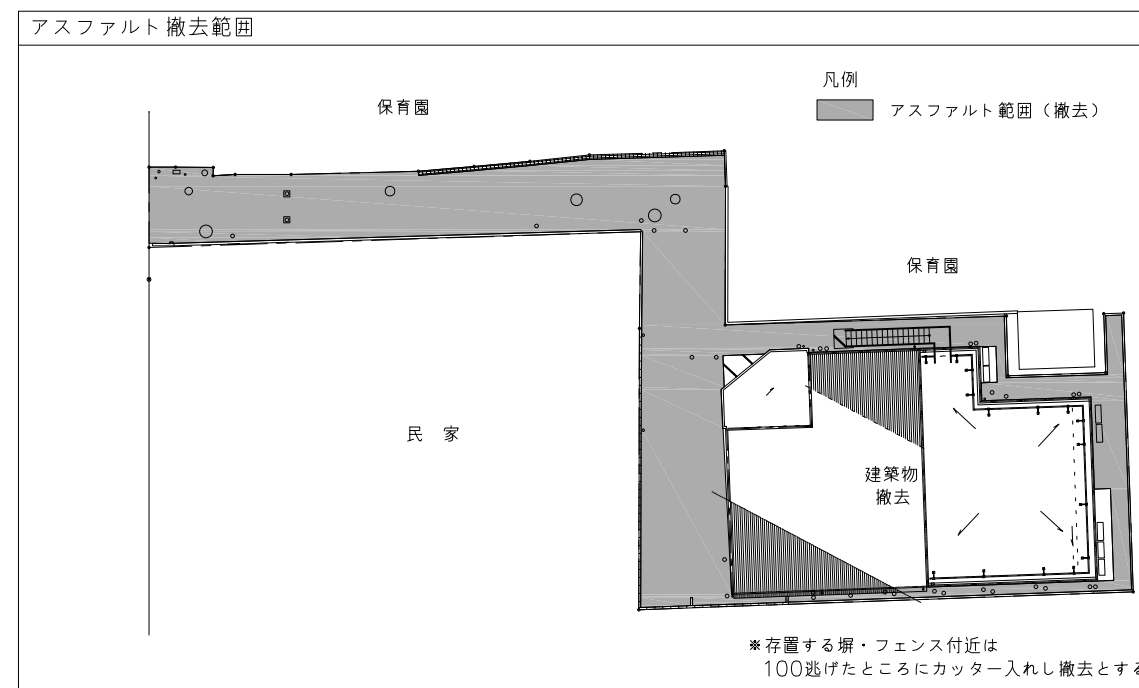 アスファルト撤去範囲
凡例
保育園
アスファルト範囲（撤去）
保育園
民　家
建築物
撤去
※存置する塀・フェンス付近は
100逃げたところにカッター入れし撤去とする